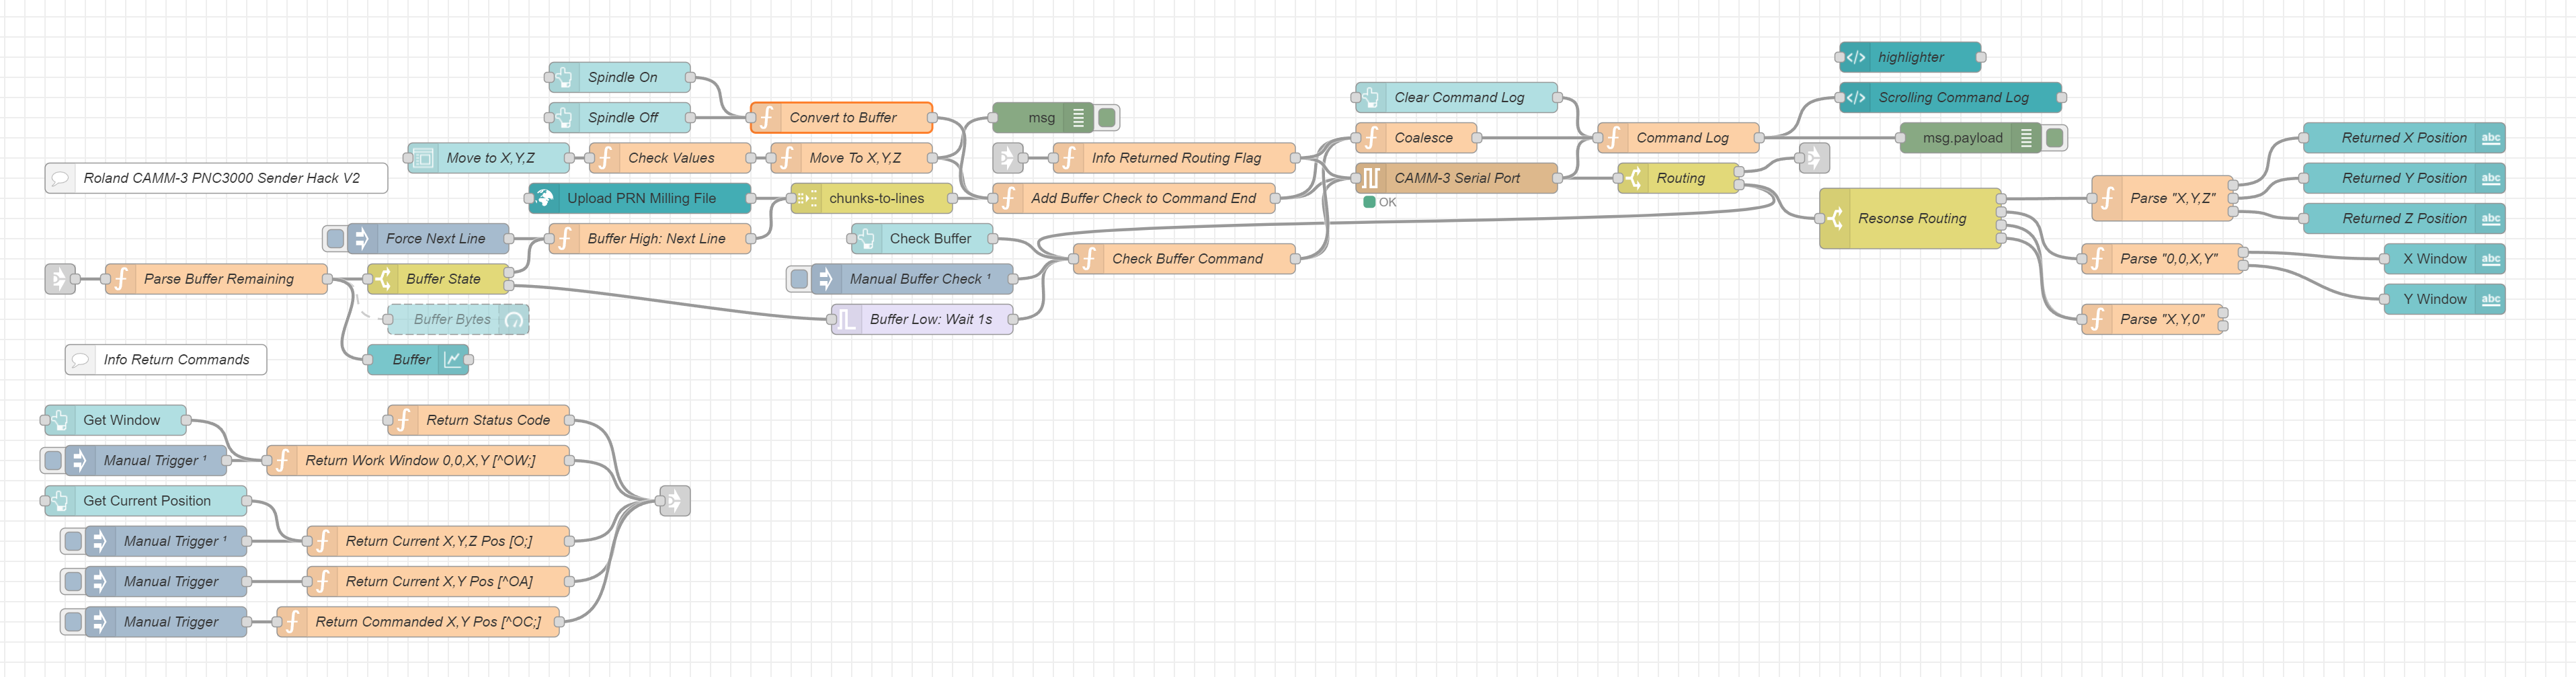 highlighter
Spindle On
Clear Command Log
Scrolling Command Log
Spindle Off
Convert to Buffer
msg
Coalesce
Command Log
msg.payload
Returned X Position
Move to X,Y,Z
Check Values
Move To X,Y,Z
Info Returned Routing Flag
Roland CAMM-3 PNC3000 Sender Hack V2
CAMM-3 Serial Port
Routing
Returned Y Position
Upload PRN Milling File
chunks-to-lines
Add Buffer Check to Command End
OK
Resonse Routing
Parse "X,Y,Z"
Returned Z Position
Force Next Line
Buffer High: Next Line
Check Buffer
Check Buffer Command
Parse "0,0,X,Y"
X Window
Parse Buffer Remaining
Buffer State
Manual Buffer Check ¹
Y Window
Buffer Bytes
Buffer Low: Wait 1s
Parse "X,Y,0"
Info Return Commands
Buffer
Get Window
Return Status Code
Manual Trigger ¹
Return Work Window 0,0,X,Y [^OW;]
Get Current Position
Manual Trigger ¹
Return Current X,Y,Z Pos [O;]
Manual Trigger
Return Current X,Y Pos [^OA]
Manual Trigger
Return Commanded X,Y Pos [^OC;]
abc
abc
abc
abc
abc